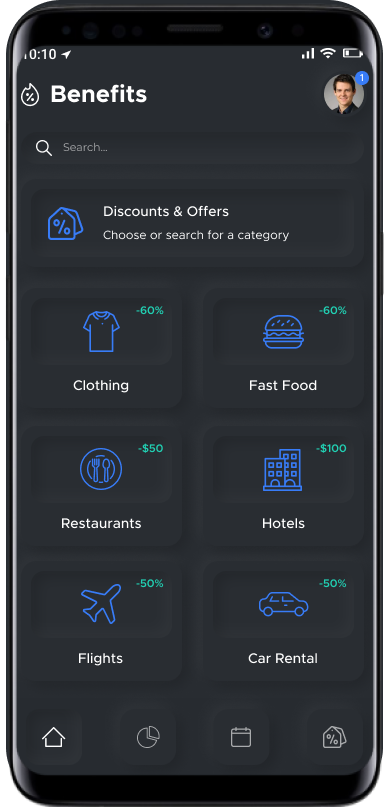 10:10
Benefits
1
Search...
Discounts & Offers
Choose or search for a category
-60%
Clothing
-60%
Fast Food
-$50
Restaurants
-$100
Hotels
-50%
Flights
-50%
Car Rental